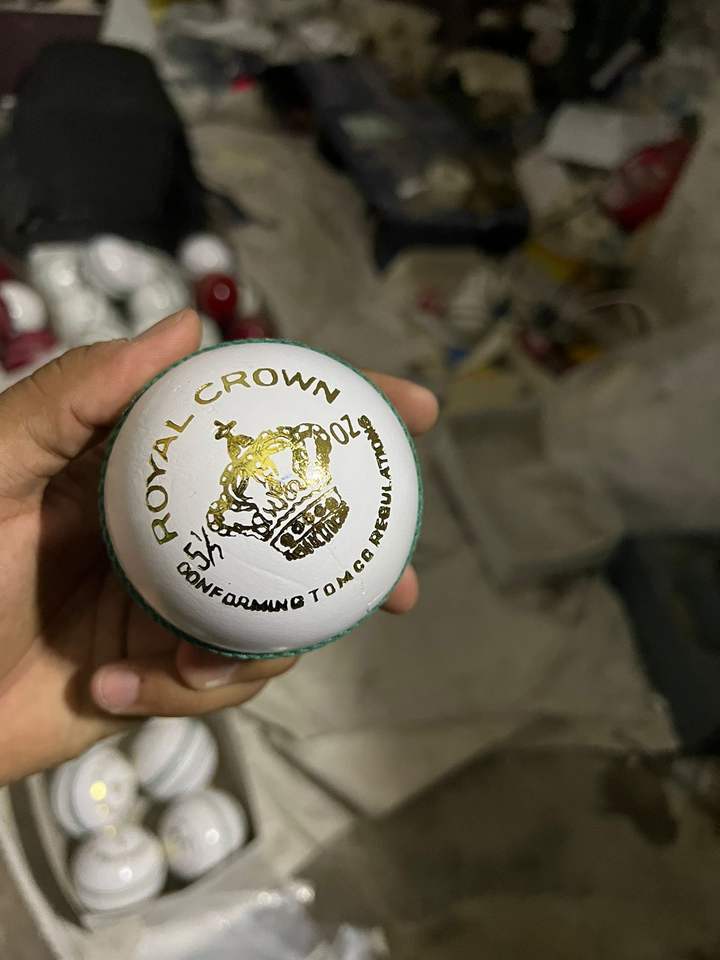 ROYAL CROWN
5½ OZ
CONFORMING TO MCC REGULATIONS